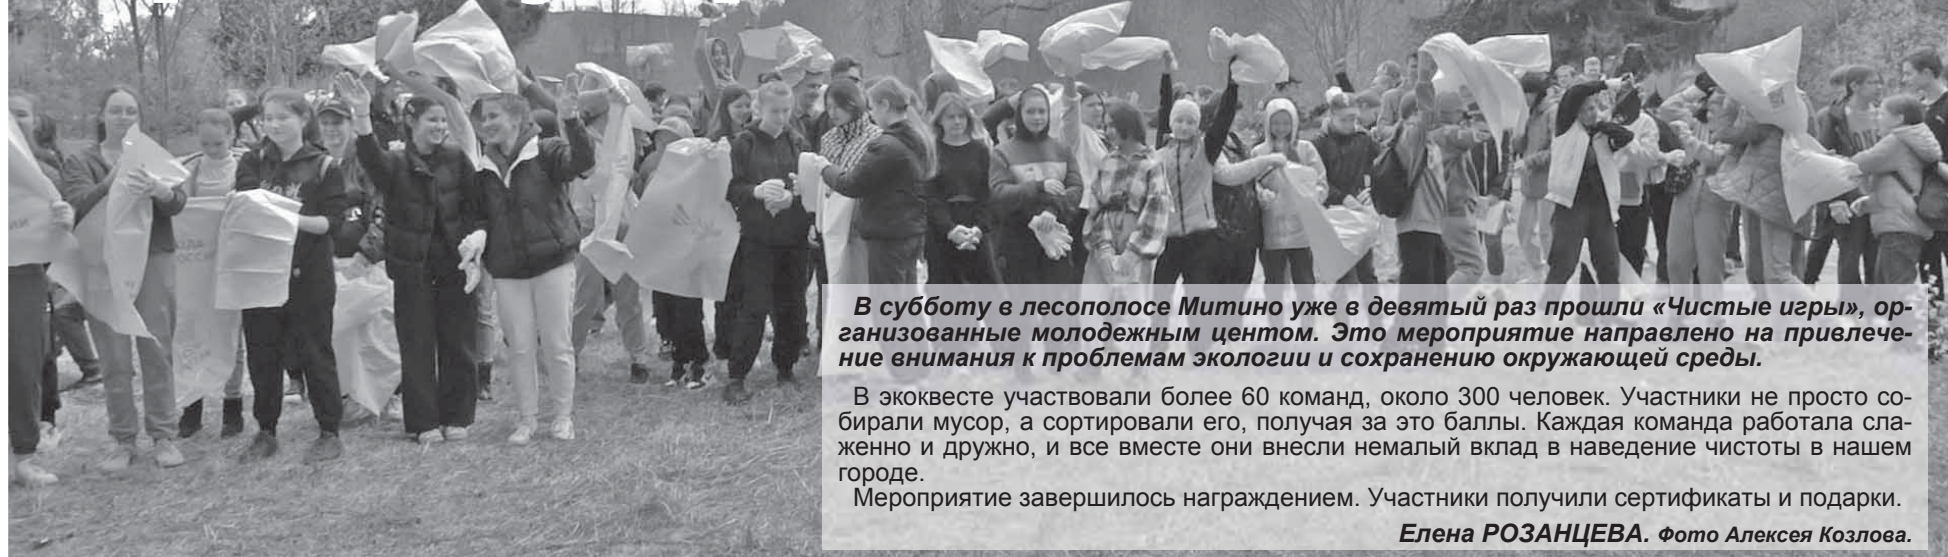 В субботу в лесополосе Митино уже в девятый раз прошли «Чистые игры», ор-
ганизованные молодежным центом. Это мероприятие направлено на привлече-
ние внимания к проблемам экологии и сохранению окружающей среды.
В экоквесте участвовали более 60 команд, около 300 человек. Участники не просто со-
бирали мусор, а сортировали его, получая за это баллы. Каждая команда работала сла-
женно и дружно, и все вместе они внесли немалый вклад в наведение чистоты в нашем
городе.
Мероприятие завершилось награждением. Участники получили сертификаты и подарки.
Елена РОЗАНЦЕВА. Фото Алексея Козлова.